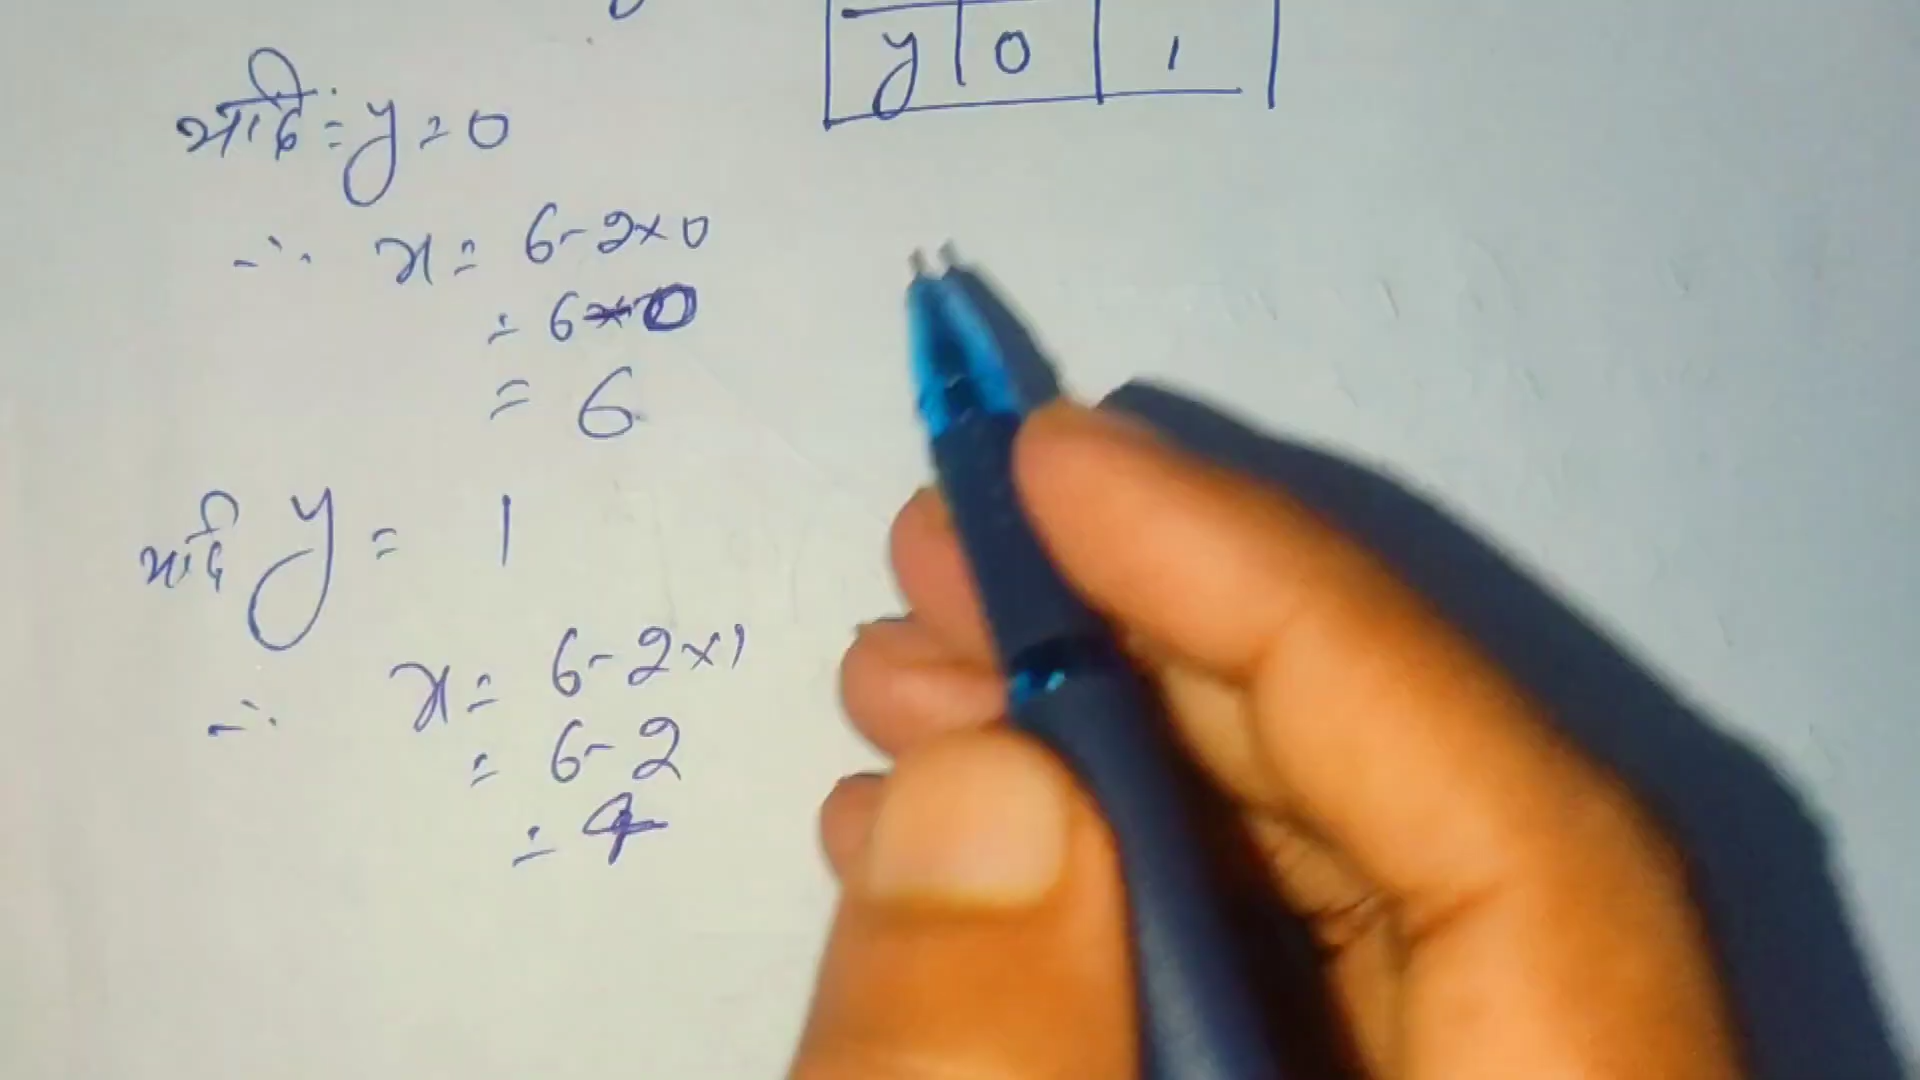 y 0 1
यदि y = 0
∴ x = 6 - 2 × 0
= 6 - 0
= 6
यदि y = 1
∴ x = 6 - 2 × 1
= 6 - 2
= 4